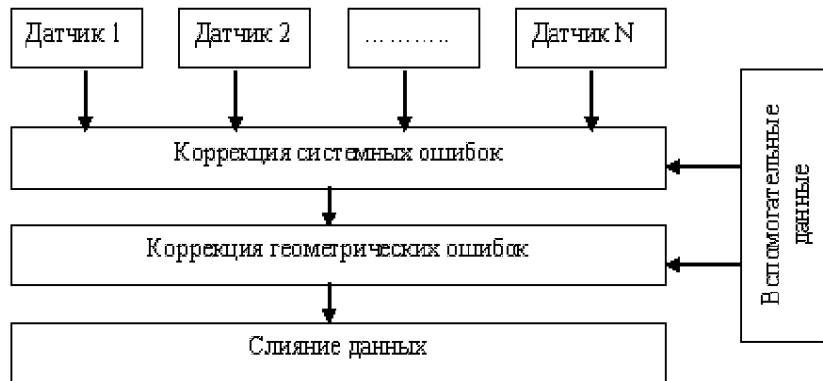 Датчик 1
Датчик 2
………..
Датчик N
Коррекция системных ошибок
Коррекция геометрических ошибок
Слияние данных
Вспомогательные
данные